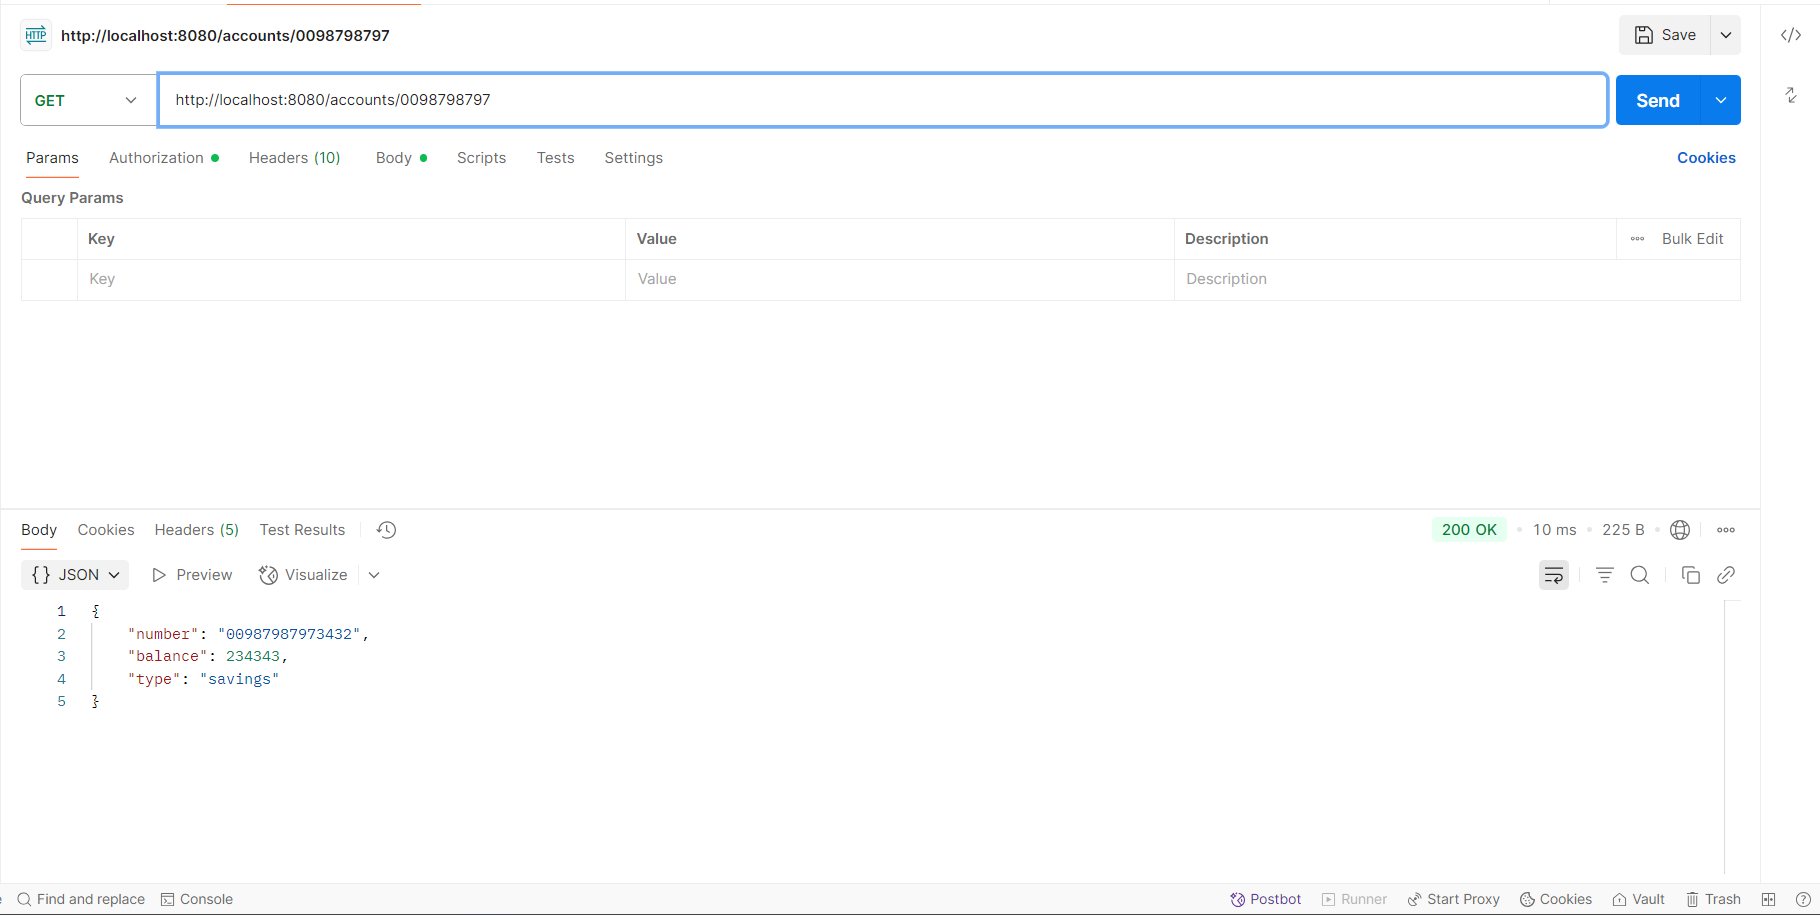 HTTP http://localhost:8080/accounts/0098798797 Save
GET http://localhost:8080/accounts/0098798797 Send
Params Authorization Headers (10) Body Scripts Tests Settings Cookies
Query Params
Key Value Description Bulk Edit
Key Value Description
Body Cookies Headers (5) Test Results 200 OK 10 ms 225 B
{} JSON Preview Visualize
1 {
2 "number": "00987987973432",
3 "balance": 234343,
4 "type": "savings"
5 }
Find and replace Console Postbot Runner Start Proxy Cookies Vault Trash